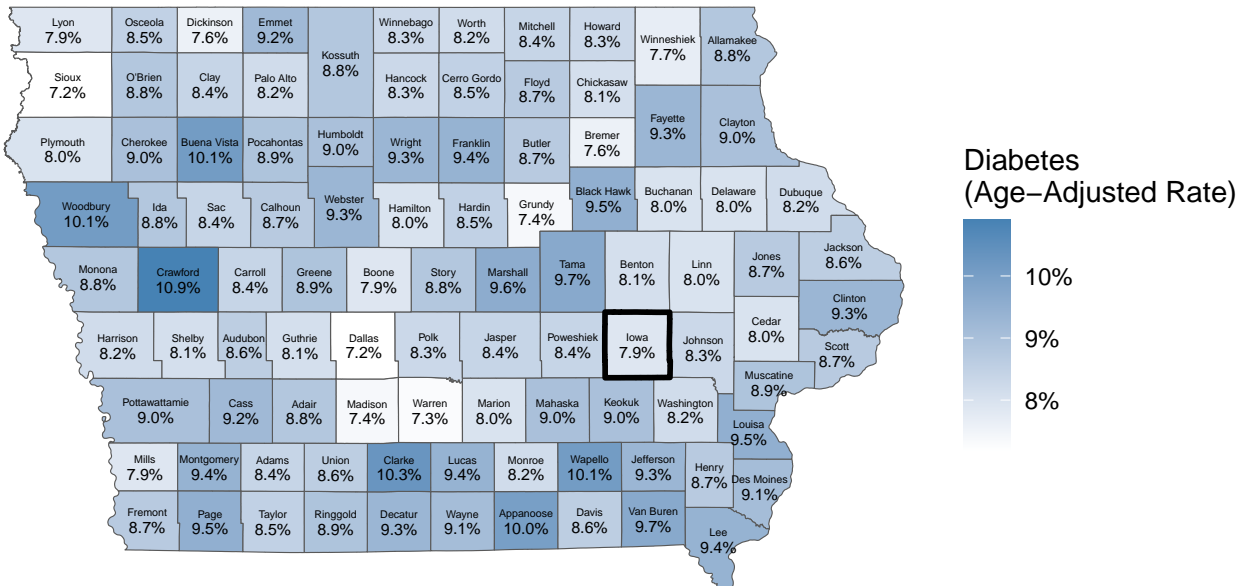 Lyon
7.9%
Osceola
8.5%
Dickinson
7.6%
Emmet
9.2%
Kossuth
8.8%
Winnebago
8.3%
Worth
8.2%
Mitchell
8.4%
Howard
8.3%
Winneshiek
7.7%
Allamakee
8.8%
Sioux
7.2%
O'Brien
8.8%
Clay
8.4%
Palo Alto
8.2%
Hancock
8.3%
Cerro Gordo
8.5%
Floyd
8.7%
Chickasaw
8.1%
Fayette
9.3%
Clayton
9.0%
Plymouth
8.0%
Cherokee
9.0%
Buena Vista
10.1%
Pocahontas
8.9%
Humboldt
9.0%
Wright
9.3%
Franklin
9.4%
Butler
8.7%
Bremer
7.6%
Woodbury
10.1%
Ida
8.8%
Sac
8.4%
Calhoun
8.7%
Webster
9.3%
Hamilton
8.0%
Hardin
8.5%
Grundy
7.4%
Black Hawk
9.5%
Buchanan
8.0%
Delaware
8.0%
Dubuque
8.2%
Monona
8.8%
Crawford
10.9%
Carroll
8.4%
Greene
8.9%
Boone
7.9%
Story
8.8%
Marshall
9.6%
Tama
9.7%
Benton
8.1%
Linn
8.0%
Jones
8.7%
Jackson
8.6%
Clinton
9.3%
Harrison
8.2%
Shelby
8.1%
Audubon
8.6%
Guthrie
8.1%
Dallas
7.2%
Polk
8.3%
Jasper
8.4%
Poweshiek
8.4%
Iowa
7.9%
Johnson
8.3%
Cedar
8.0%
Scott
8.7%
Muscatine
8.9%
Pottawattamie
9.0%
Cass
9.2%
Adair
8.8%
Madison
7.4%
Warren
7.3%
Marion
8.0%
Mahaska
9.0%
Keokuk
9.0%
Washington
8.2%
Louisa
9.5%
Mills
7.9%
Montgomery
9.4%
Adams
8.4%
Union
8.6%
Clarke
10.3%
Lucas
9.4%
Monroe
8.2%
Wapello
10.1%
Jefferson
9.3%
Henry
8.7%
Des Moines
9.1%
Fremont
8.7%
Page
9.5%
Taylor
8.5%
Ringgold
8.9%
Decatur
9.3%
Wayne
9.1%
Appanoose
10.0%
Davis
8.6%
Van Buren
9.7%
Lee
9.4%
Diabetes
(Age−Adjusted Rate)
10%
9%
8%